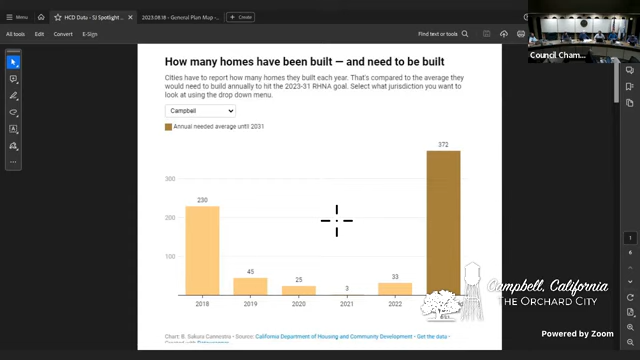 Menu
HCD Data - SJ Spotlight
2023.08.18 - General Plan Map -
Create
All tools Edit Convert E-Sign
Find text or tools
Council Cham...
How many homes have been built — and need to be built
Cities have to report how many homes they built each year. That's compared to the average they
would need to build annually to hit the 2023-31 RHNA goal. Select what jurisdiction you want to
look at using the drop down menu.
Campbell
Annual needed average until 2031
372
300
230
200
100
45
25
3
33
2018 2019 2020 2021 2022
Campbell, California
THE ORCHARD CITY
1
6
Chart: B. Sakura Cannestra • Source: California Department of Housing and Community Development • Get the data •
Powered by Zoom